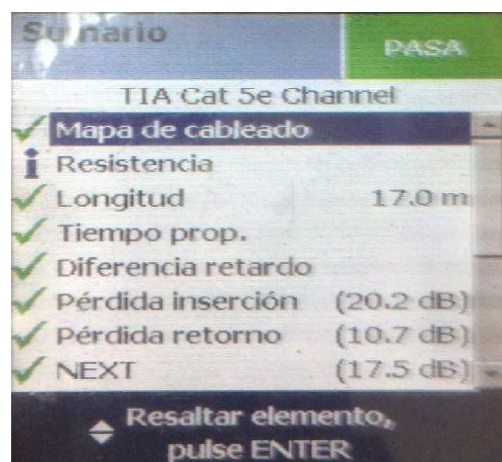 Sumario
PASA
TIA Cat 5e Channel
Mapa de cableado
Resistencia
Longitud 17.0 m
Tiempo prop.
Diferencia retardo
Pérdida inserción (20.2 dB)
Pérdida retorno (10.7 dB)
NEXT (17.5 dB)
Resaltar elemento,
pulse ENTER